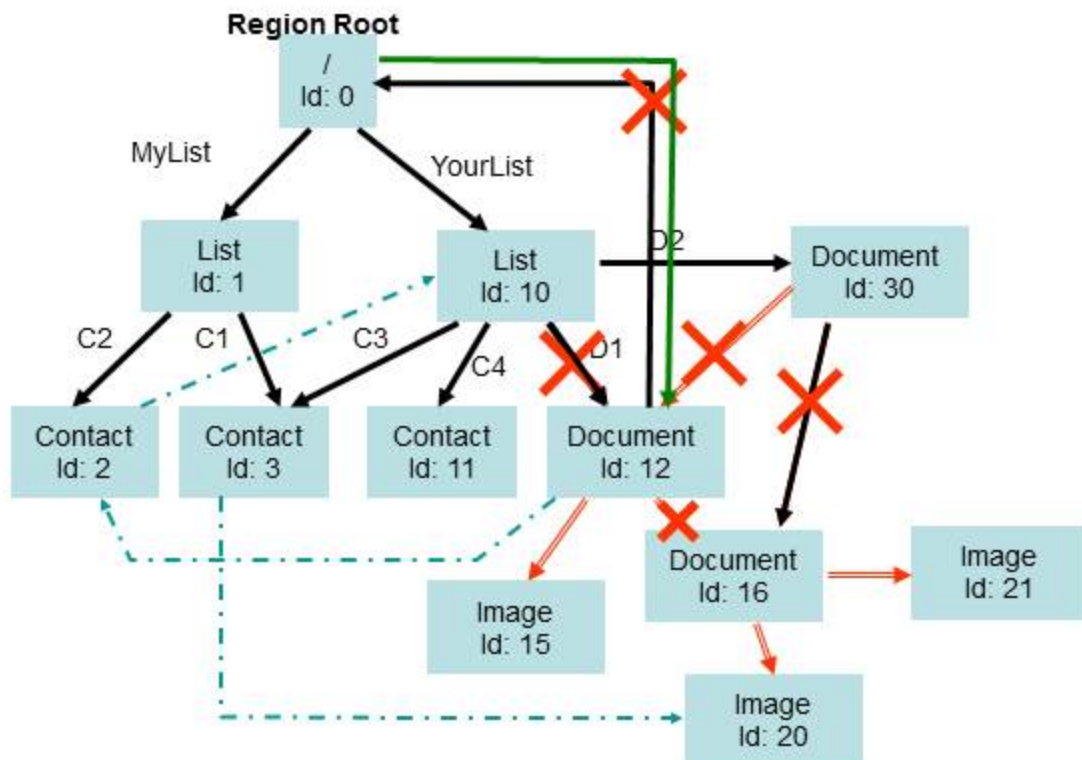 Region Root
/
Id: 0
MyList
YourList
List
Id: 1
List
Id: 10
D2
Document
Id: 30
C2
C1
C3
C4
D1
Contact
Id: 2
Contact
Id: 3
Contact
Id: 11
Document
Id: 12
Document
Id: 16
Image
Id: 21
Image
Id: 15
Image
Id: 20